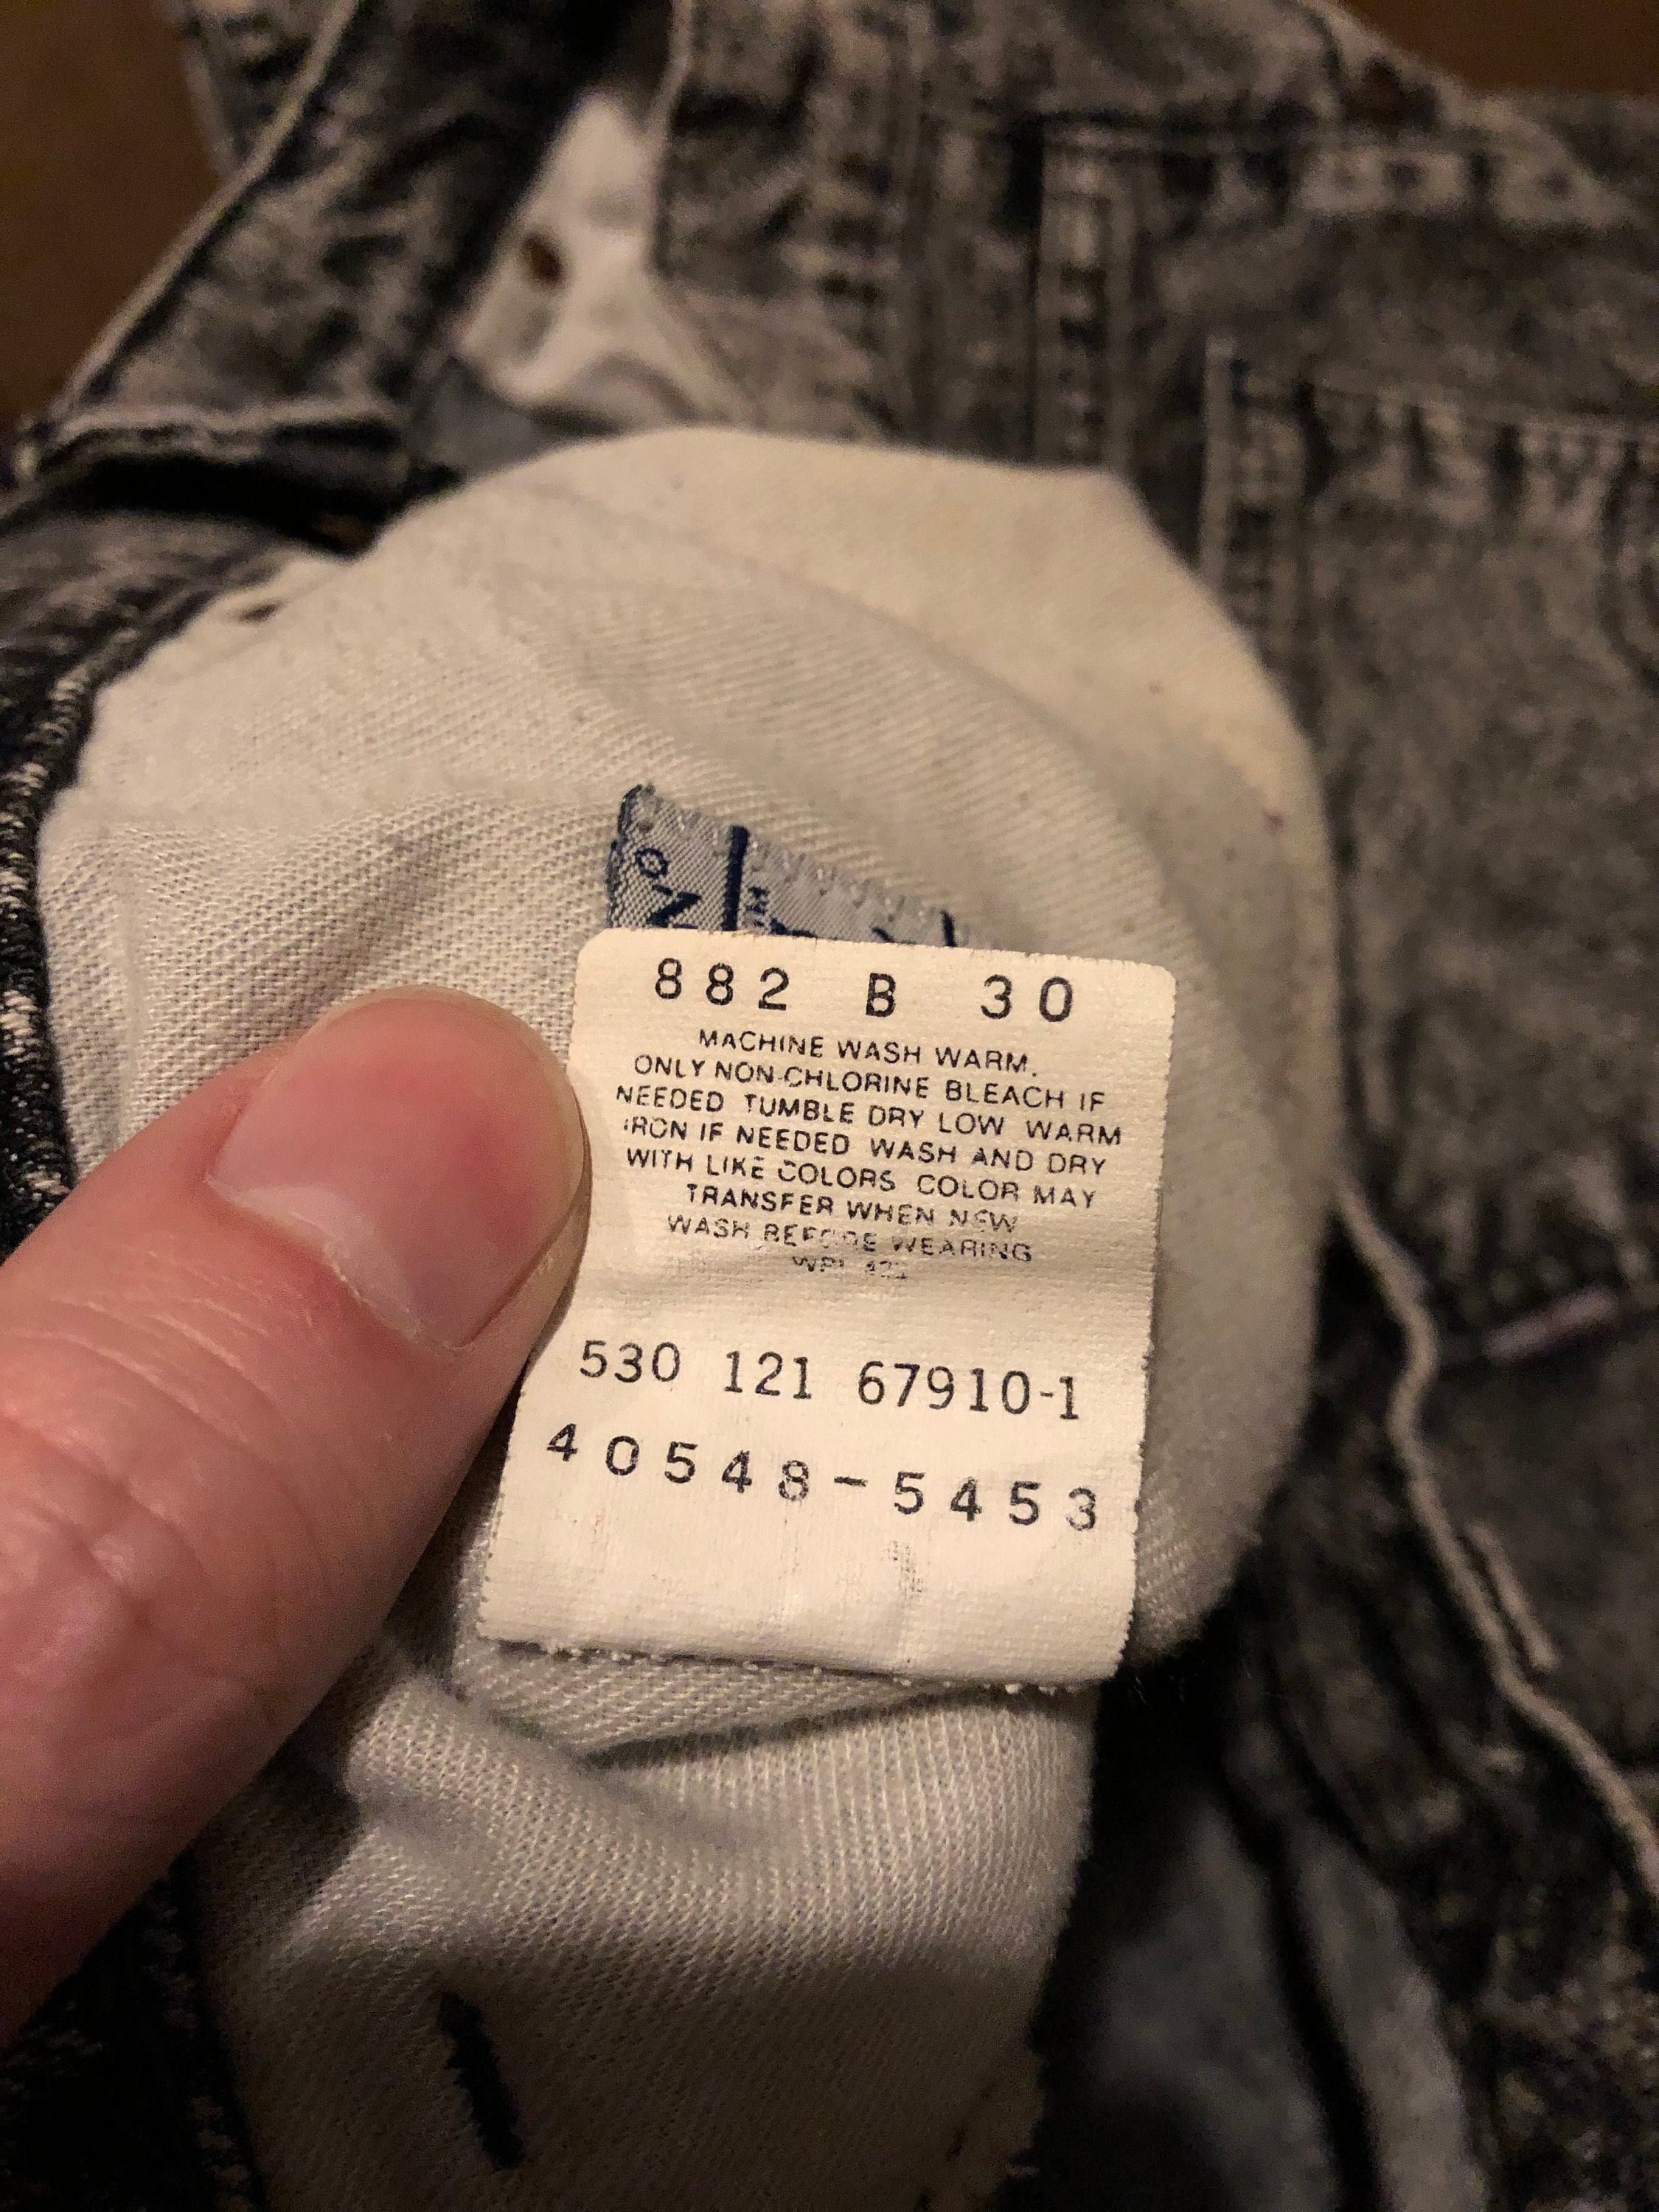 882 B 30
MACHINE WASH WARM.
ONLY NON-CHLORINE BLEACH IF
NEEDED TUMBLE DRY LOW WARM
IRON IF NEEDED WASH AND DRY
WITH LIKE COLORS COLOR MAY
TRANSFER WHEN NEW
WASH BEFORE WEARING
WPL
530 121 67910-1
40548-5453